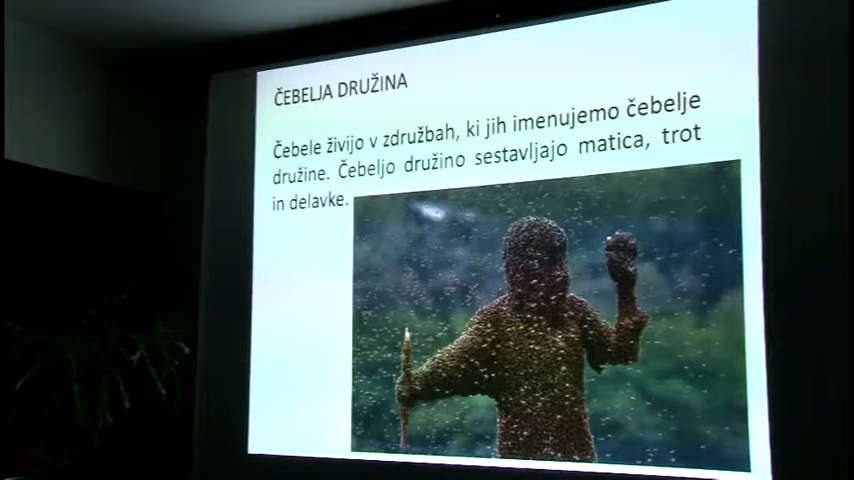 ČEBELJA DRUŽINA
Čebele živijo v združbah, ki jih imenujemo čebelje
družine. Čebeljo družino sestavljajo matica, trot
in delavke.